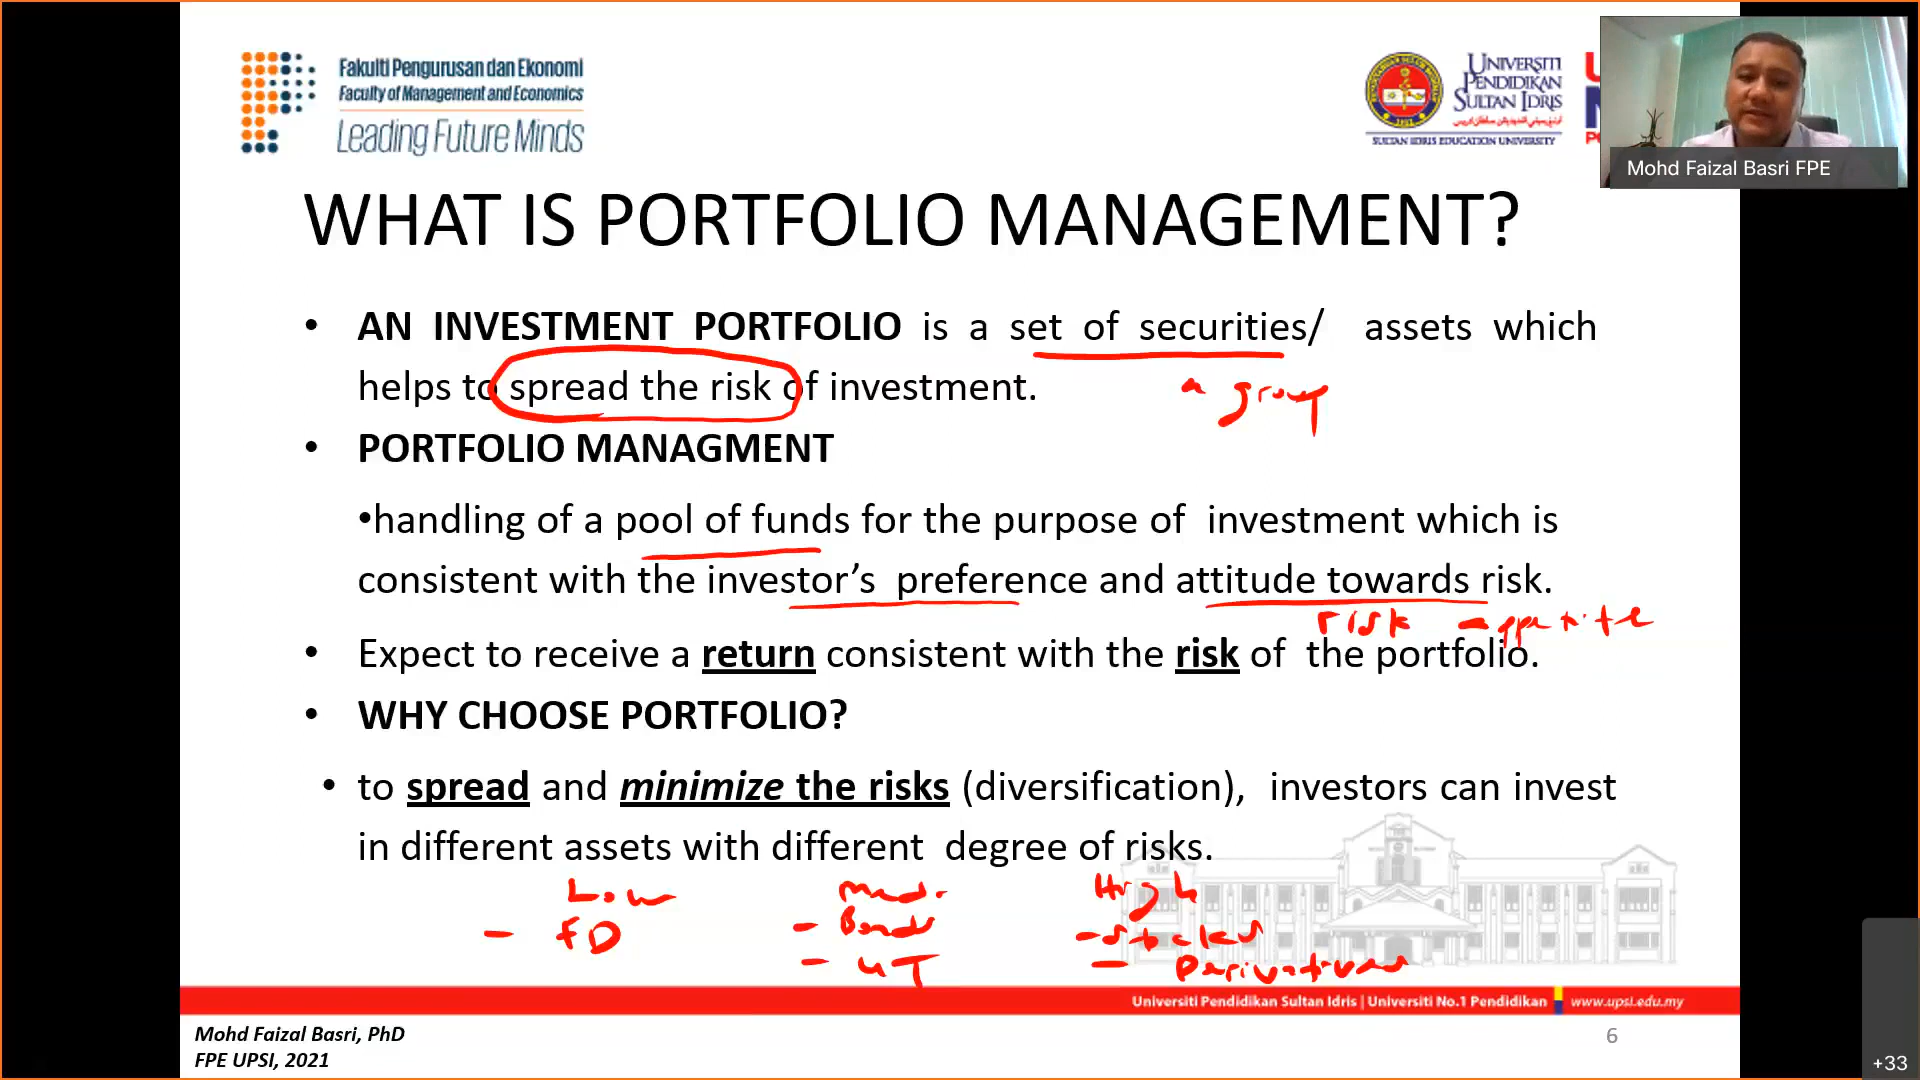 Fakulti Pengurusan dan Ekonomi
Faculty of Management and Economics
Leading Future Minds
UNIVERSITI
PENDIDIKAN
SULTAN IDRIS
SULTAN IDRIS EDUCATION UNIVERSITY
Mohd Faizal Basri FPE
WHAT IS PORTFOLIO MANAGEMENT?
• AN INVESTMENT PORTFOLIO is a set of securities/ assets which
helps to spread the risk of investment.
a group
• PORTFOLIO MANAGMENT
•handling of a pool of funds for the purpose of investment which is
consistent with the investor’s preference and attitude towards risk.
risk appetite
• Expect to receive a return consistent with the risk of the portfolio.
• WHY CHOOSE PORTFOLIO?
• to spread and minimize the risks (diversification), investors can invest
in different assets with different degree of risks.
Low Med. High
- FD - Bonds - Stocks
- UT - Derivatives
Universiti Pendidikan Sultan Idris | Universiti No.1 Pendidikan www.upsi.edu.my
Mohd Faizal Basri, PhD
FPE UPSI, 2021
6
+33